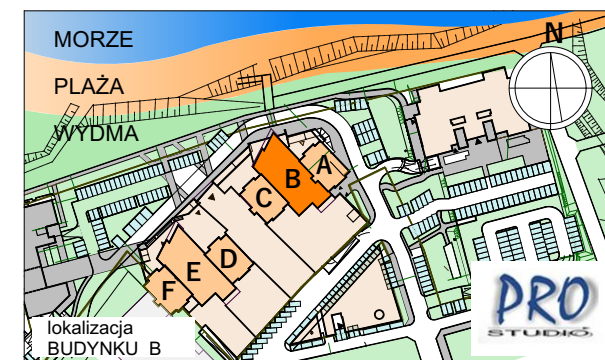 MORZE
N
PLAŻA
WYDMA
A
B
C
D
E
F
lokalizacja
BUDYNKU B
PRO
STUDIO